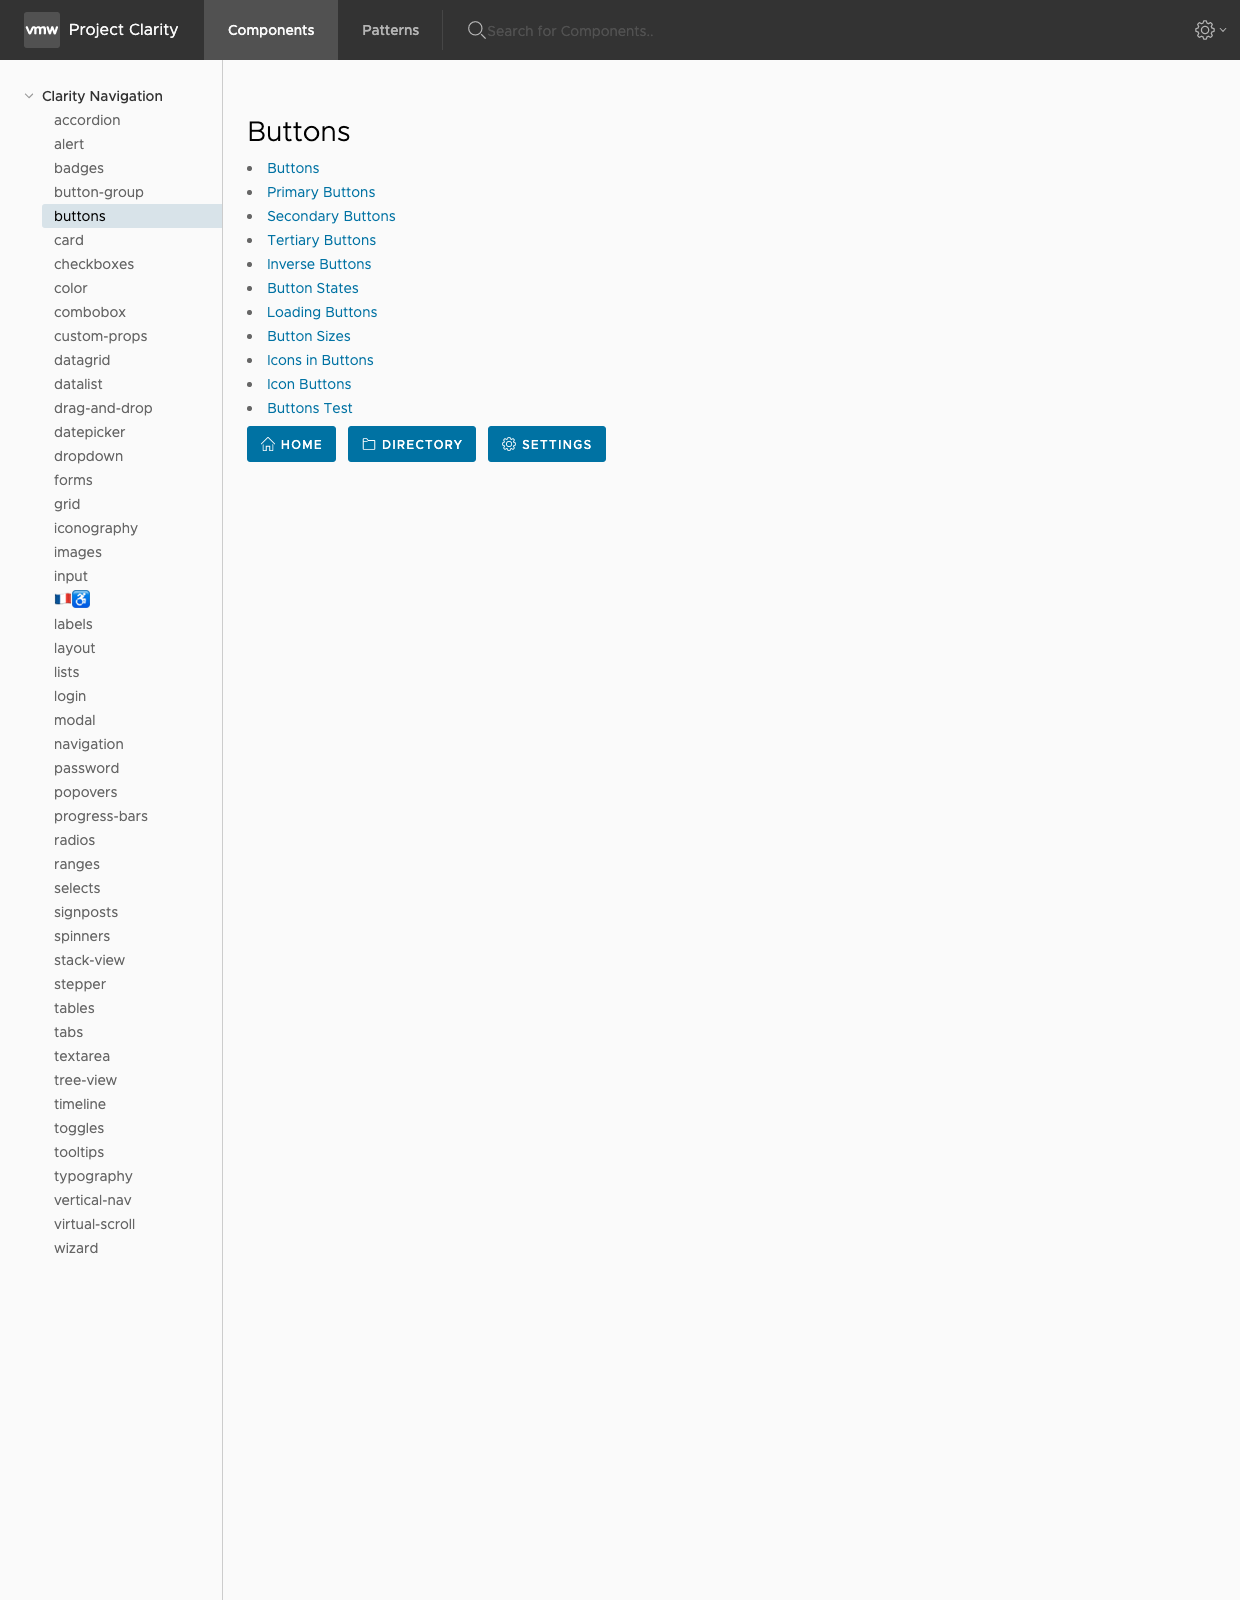 vmw Project Clarity Components Patterns Search for Components..
Clarity Navigation
accordion
alert
badges
button-group
buttons
card
checkboxes
color
combobox
custom-props
datagrid
datalist
drag-and-drop
datepicker
dropdown
forms
grid
iconography
images
input
🇫🇷♿
labels
layout
lists
login
modal
navigation
password
popovers
progress-bars
radios
ranges
selects
signposts
spinners
stack-view
stepper
tables
tabs
textarea
tree-view
timeline
toggles
tooltips
typography
vertical-nav
virtual-scroll
wizard
Buttons
Buttons
Primary Buttons
Secondary Buttons
Tertiary Buttons
Inverse Buttons
Button States
Loading Buttons
Button Sizes
Icons in Buttons
Icon Buttons
Buttons Test
HOME DIRECTORY SETTINGS